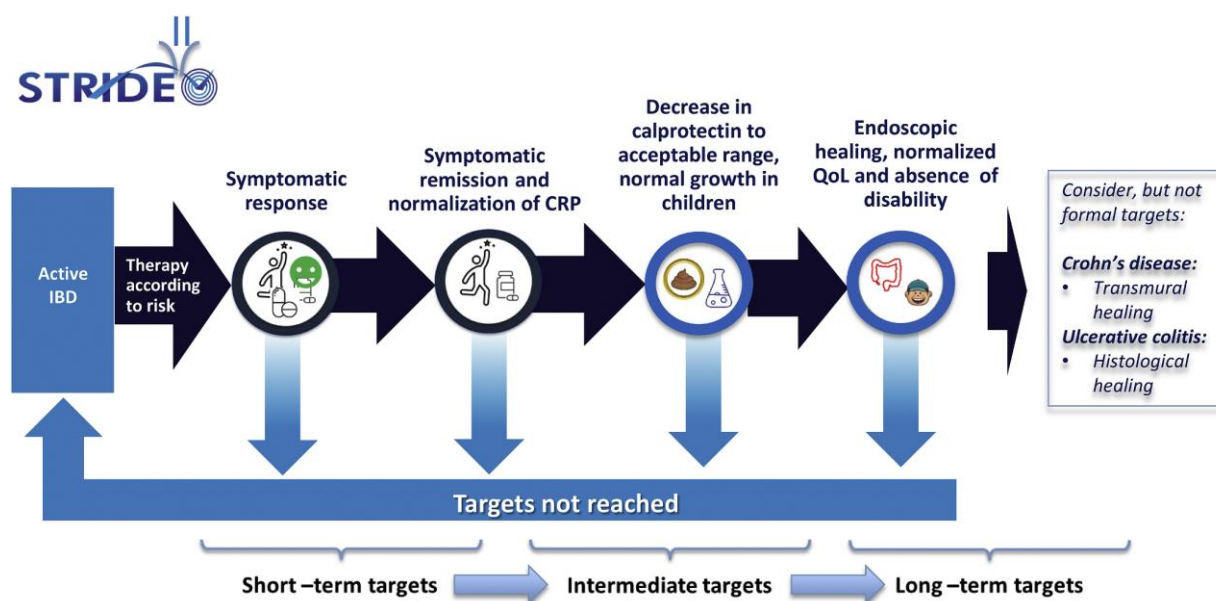 II
STRIDE
Active
IBD
Therapy
according
to risk
Symptomatic
response
Symptomatic
remission and
normalization of CRP
Decrease in
calprotectin to
acceptable range,
normal growth in
children
Endoscopic
healing, normalized
QoL and absence of
disability
Consider, but not
formal targets:
Crohn's disease:
• Transmural
healing
Ulcerative colitis:
• Histological
healing
Targets not reached
Short –term targets
Intermediate targets
Long –term targets